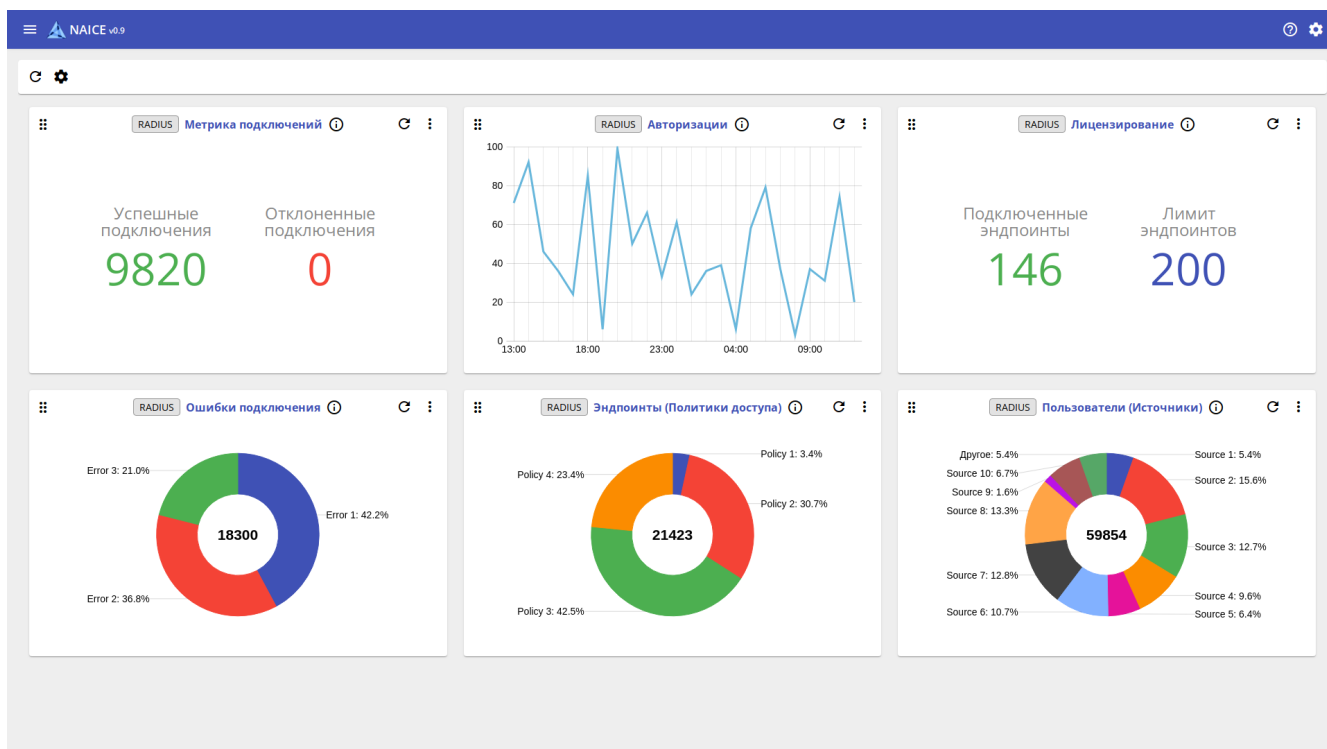 NAICE v0.9
RADIUS Метрика подключений
Успешные подключения
9820
Отклоненные подключения
0
RADIUS Авторизации
100
80
60
40
20
0
13:00 18:00 23:00 04:00 09:00
RADIUS Лицензирование
Подключенные эндпоинты
146
Лимит эндпоинтов
200
RADIUS Ошибки подключения
Error 3: 21.0%
Error 1: 42.2%
18300
Error 2: 36.8%
RADIUS Эндпоинты (Политики доступа)
Policy 1: 3.4%
Policy 4: 23.4%
Policy 2: 30.7%
21423
Policy 3: 42.5%
RADIUS Пользователи (Источники)
Другое: 5.4%
Source 1: 5.4%
Source 10: 6.7%
Source 2: 15.6%
Source 9: 1.6%
Source 8: 13.3%
59854
Source 3: 12.7%
Source 7: 12.8%
Source 4: 9.6%
Source 6: 10.7%
Source 5: 6.4%